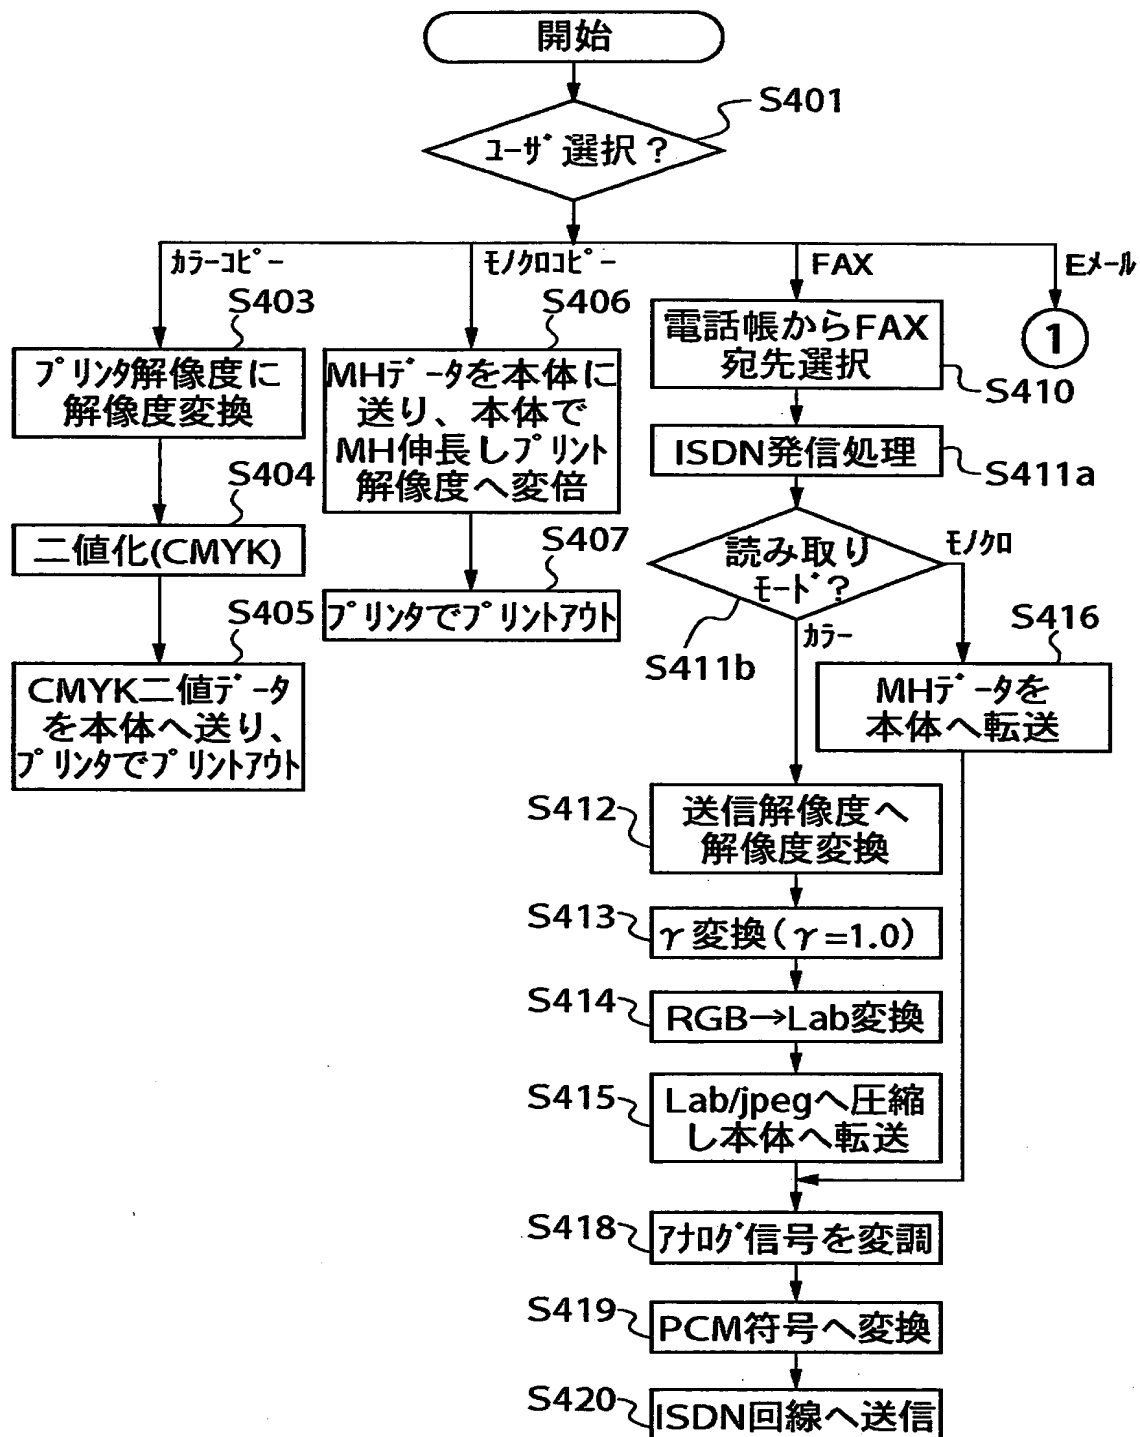 開始
S401
ﾕｰｻﾞ選択？
ｶﾗｰｺﾋﾟｰ
ﾓﾉｸﾛｺﾋﾟｰ
FAX
Eﾒｰﾙ
S403
ﾌﾟﾘﾝﾀ解像度に
解像度変換
S404
二値化(CMYK)
S405
CMYK二値ﾃﾞｰﾀ
を本体へ送り、
ﾌﾟﾘﾝﾀでﾌﾟﾘﾝﾄｱｳﾄ
S406
MHﾃﾞｰﾀを本体に
送り、本体で
MH伸長しﾌﾟﾘﾝﾄ
解像度へ変倍
S407
ﾌﾟﾘﾝﾀでﾌﾟﾘﾝﾄｱｳﾄ
電話帳からFAX
宛先選択
S410
1
ISDN発信処理
S411a
読み取り
ﾓｰﾄﾞ？
S411b
ﾓﾉｸﾛ
ｶﾗｰ
S416
MHﾃﾞｰﾀを
本体へ転送
S412
送信解像度へ
解像度変換
S413
γ変換(γ=1.0)
S414
RGB→Lab変換
S415
Lab/jpegへ圧縮
し本体へ転送
S418
ｱﾅﾛｸﾞ信号を変調
S419
PCM符号へ変換
S420
ISDN回線へ送信